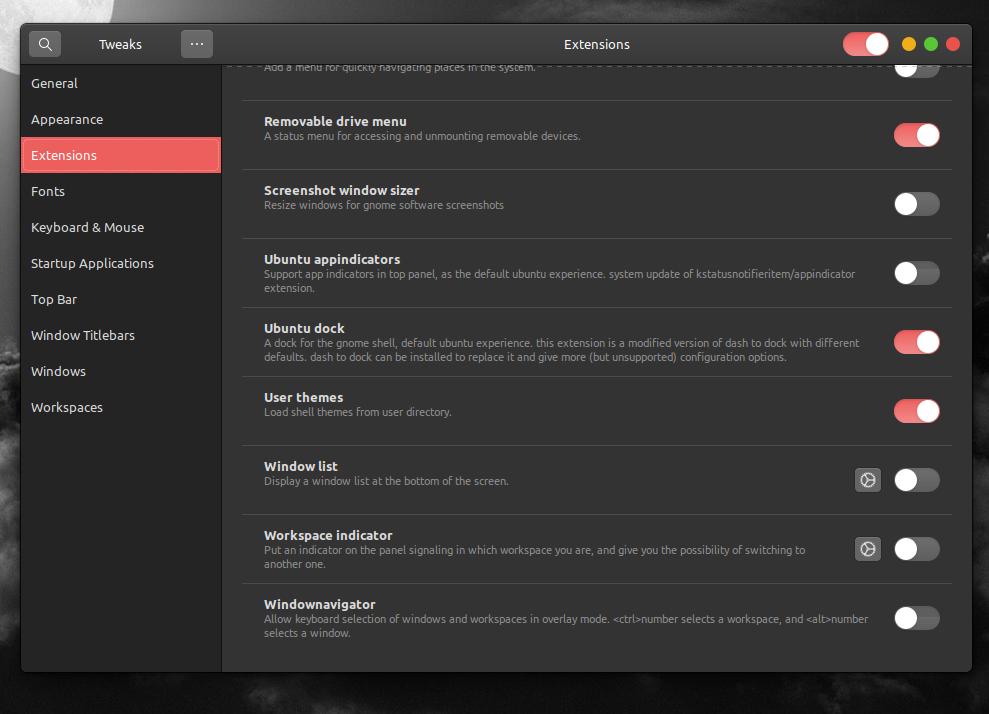 Tweaks
Extensions
General
Appearance
Extensions
Fonts
Keyboard & Mouse
Startup Applications
Top Bar
Window Titlebars
Windows
Workspaces
Add a menu for quickly navigating places in the system.
Removable drive menu
A status menu for accessing and unmounting removable devices.
Screenshot window sizer
Resize windows for gnome software screenshots
Ubuntu appindicators
Support app indicators in top panel, as the default ubuntu experience. system update of kstatusnotifieritem/appindicator
extension.
Ubuntu dock
A dock for the gnome shell, default ubuntu experience. this extension is a modified version of dash to dock with different
defaults. dash to dock can be installed to replace it and give more (but unsupported) configuration options.
User themes
Load shell themes from user directory.
Window list
Display a window list at the bottom of the screen.
Workspace indicator
Put an indicator on the panel signaling in which workspace you are, and give you the possibility of switching to
another one.
Windownavigator
Allow keyboard selection of windows and workspaces in overlay mode. <ctrl>number selects a workspace, and <alt>number
selects a window.